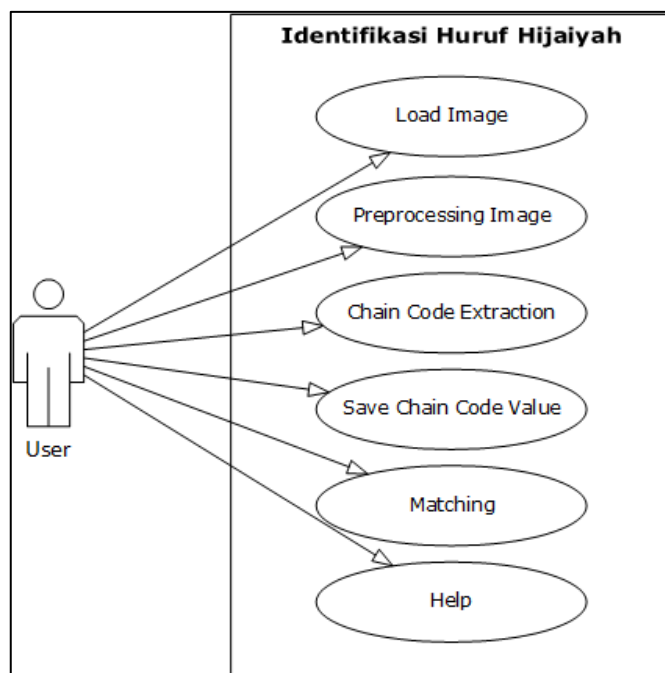 Identifikasi Huruf Hijaiyah
Load Image
Preprocessing Image
Chain Code Extraction
Save Chain Code Value
User
Matching
Help